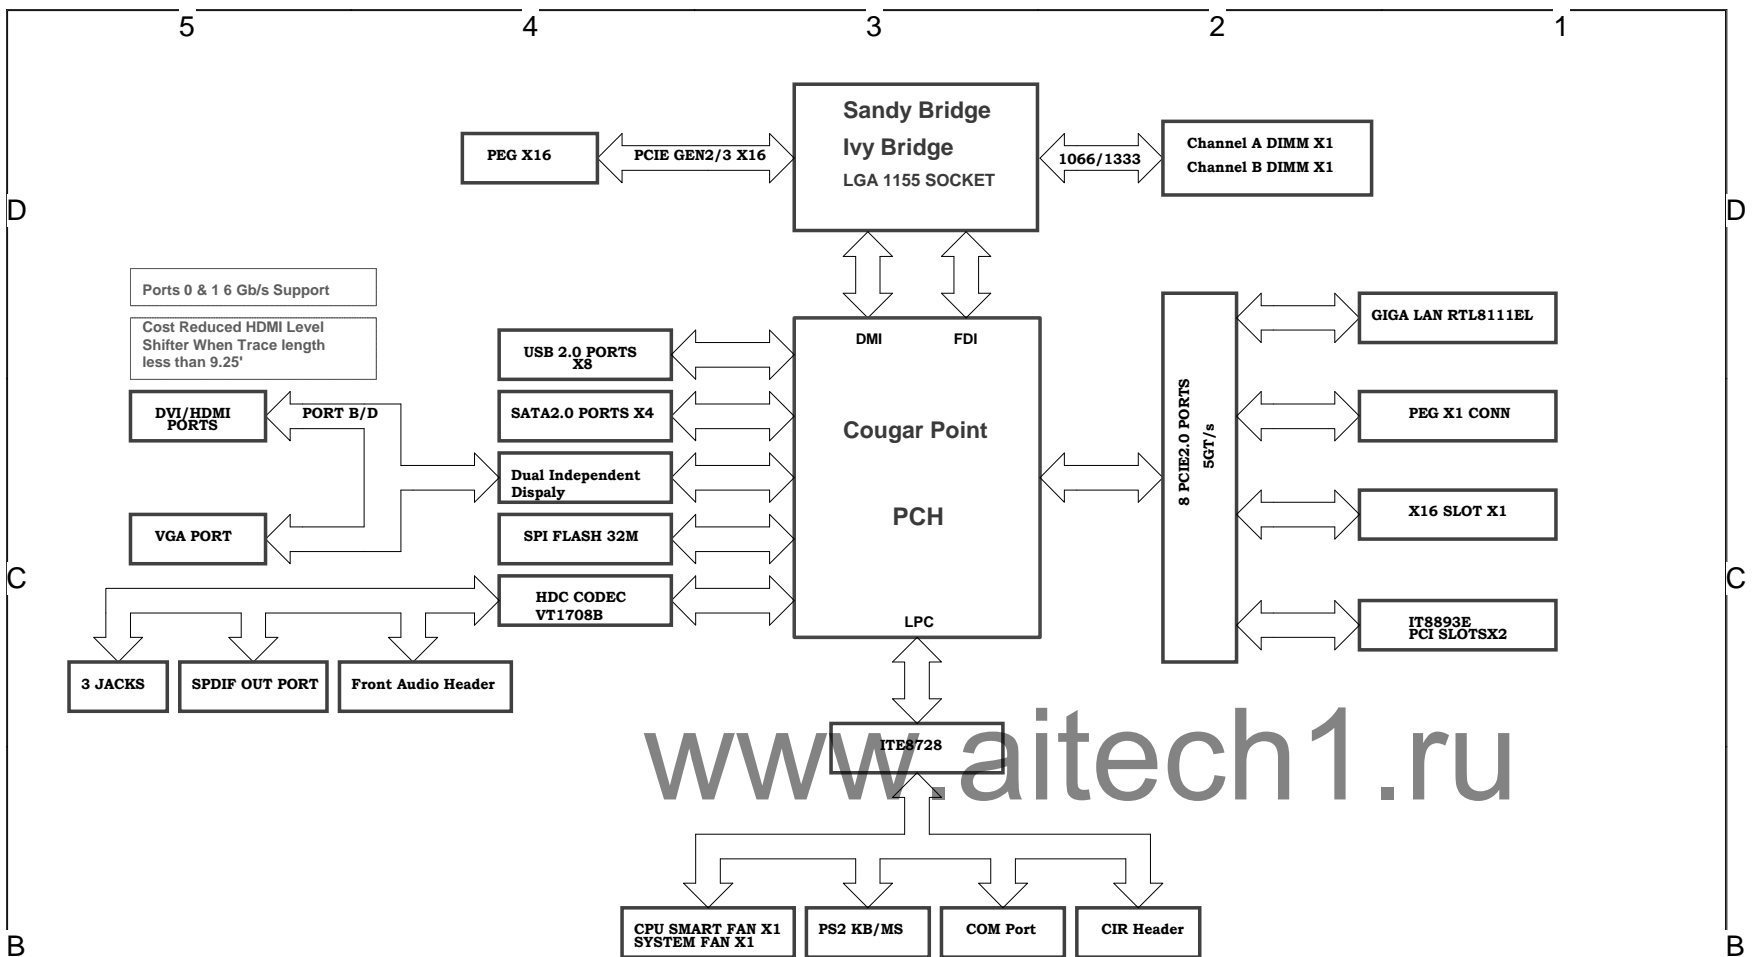 5 4 3 2 1
Sandy Bridge
Ivy Bridge
LGA 1155 SOCKET
PEG X16
PCIE GEN2/3 X16
1066/1333
Channel A DIMM X1
Channel B DIMM X1
D
D
Ports 0 & 1 6 Gb/s Support
Cost Reduced HDMI Level
Shifter When Trace length
less than 9.25'
DMI
FDI
Cougar Point
PCH
LPC
USB 2.0 PORTS
X8
SATA2.0 PORTS X4
Dual Independent
Dispaly
SPI FLASH 32M
HDC CODEC
VT1708B
DVI/HDMI
PORTS
PORT B/D
VGA PORT
8 PCIE2.0 PORTS
5GT/s
GIGA LAN RTL8111EL
PEG X1 CONN
X16 SLOT X1
IT8893E
PCI SLOTSX2
C
C
3 JACKS
SPDIF OUT PORT
Front Audio Header
ITE8728
www.aitech1.ru
CPU SMART FAN X1
SYSTEM FAN X1
PS2 KB/MS
COM Port
CIR Header
B
B